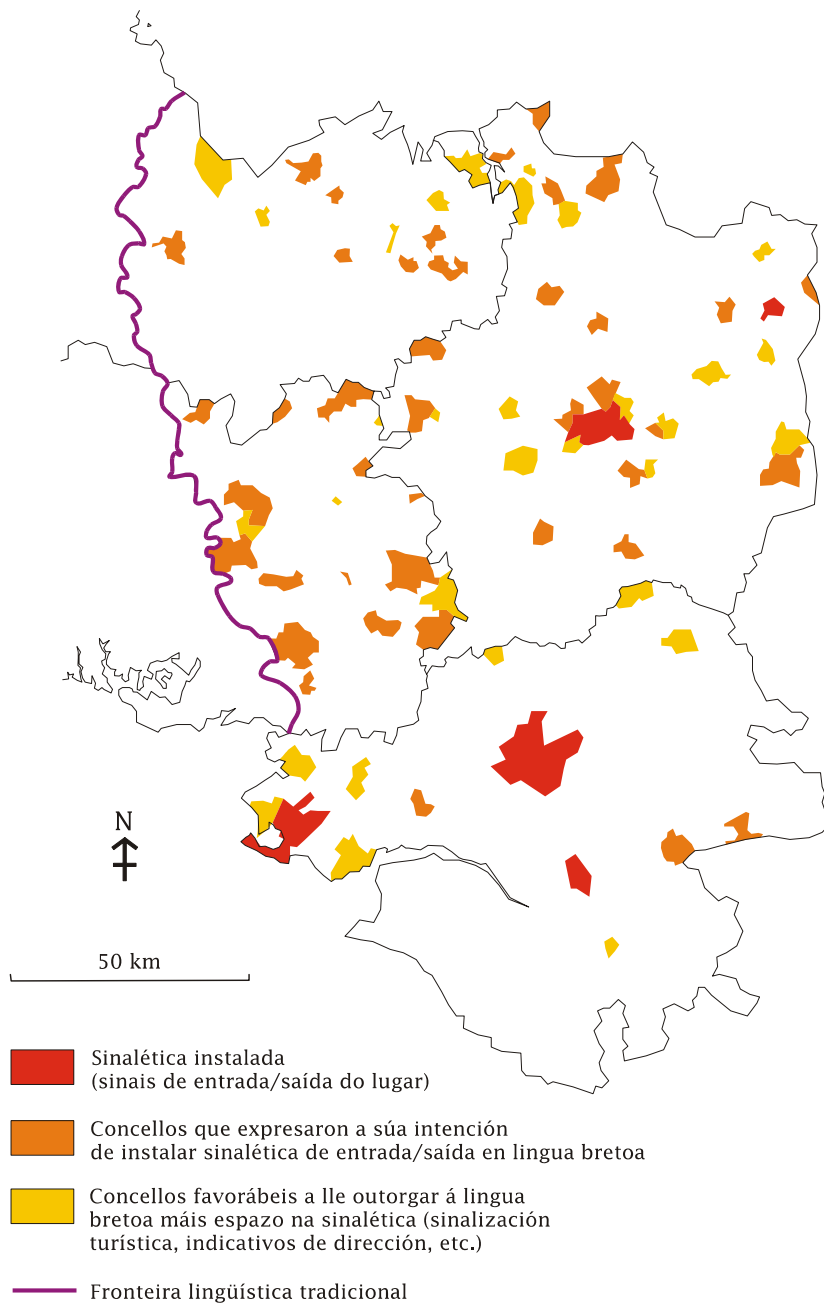 N
50 km
Sinalética instalada
(sinais de entrada/saída do lugar)
Concellos que expresaron a súa intención
de instalar sinalética de entrada/saída en lingua bretoa
Concellos favorábeis a lle outorgar á lingua
bretoa máis espazo na sinalética (sinalización
turística, indicativos de dirección, etc.)
Fronteira lingüística tradicional